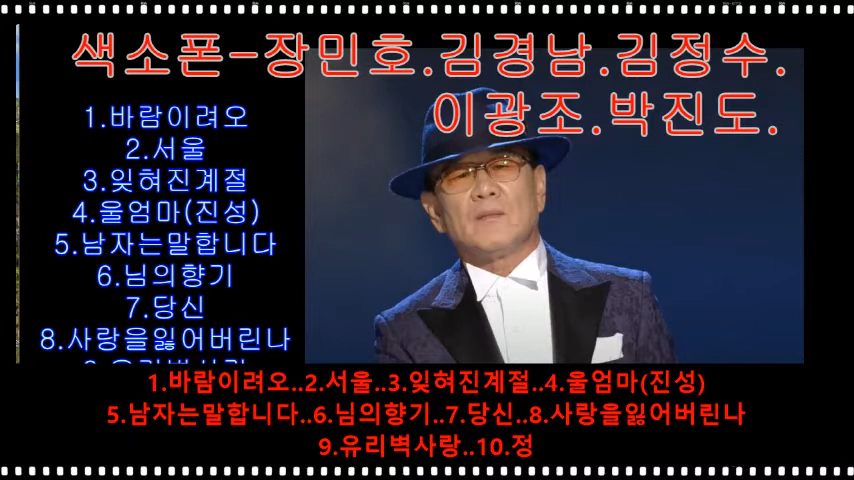 색소폰-장민호.김경남.김정수.
이광조.박진도.
1.바람이려오
2.서울
3.잊혀진계절
4.울엄마(진성)
5.남자는말합니다
6.님의향기
7.당신
8.사랑을잃어버린나
9.유리벽사랑
1.바람이려오..2.서울..3.잊혀진계절..4.울엄마(진성)
5.남자는말합니다..6.님의향기..7.당신..8.사랑을잃어버린나
9.유리벽사랑..10.정